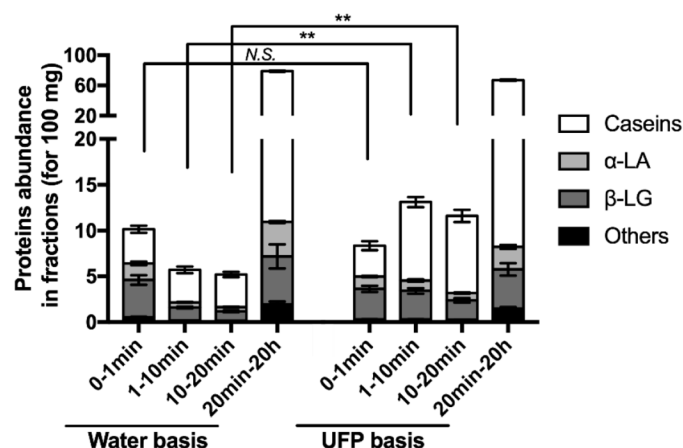 **
**
N.S.
Proteins abundance
in fractions (for 100 mg)
100
60
20
20
15
10
5
0
Caseins
α-LA
β-LG
Others
0-1min
1-10min
10-20min
20min-20h
0-1min
1-10min
10-20min
20min-20h
Water basis
UFP basis